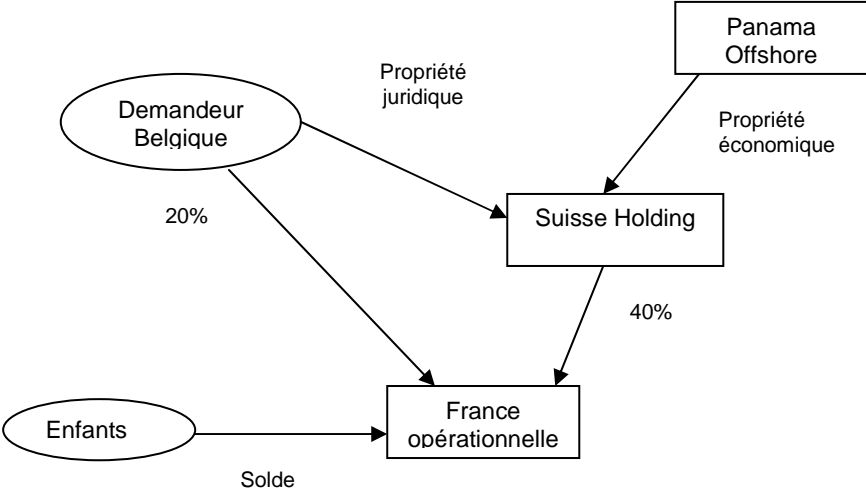 Panama
Offshore
Propriété
juridique
Demandeur
Belgique
Propriété
économique
20%
Suisse Holding
40%
France
opérationnelle
Enfants
Solde